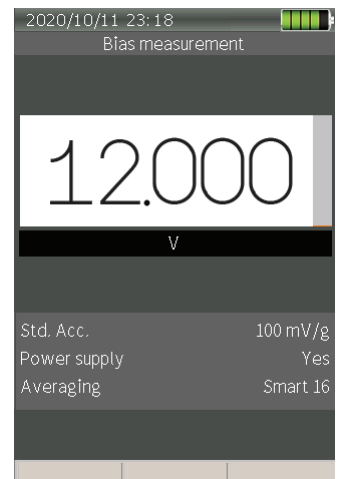 2020/10/11 23:18
Bias measurement
12.000
V
Std. Acc. 100 mV/g
Power supply Yes
Averaging Smart 16